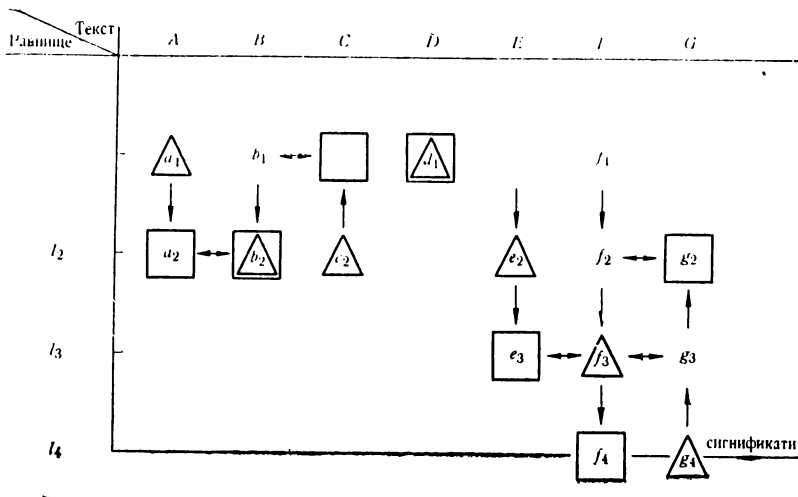 Текст
Равнище A B C D E F G
a1 b1 d1 f1
l2 a2 b2 c2 e2 f2 g2
l3 e3 f3 g3
l4 f4 g4 сигнификати